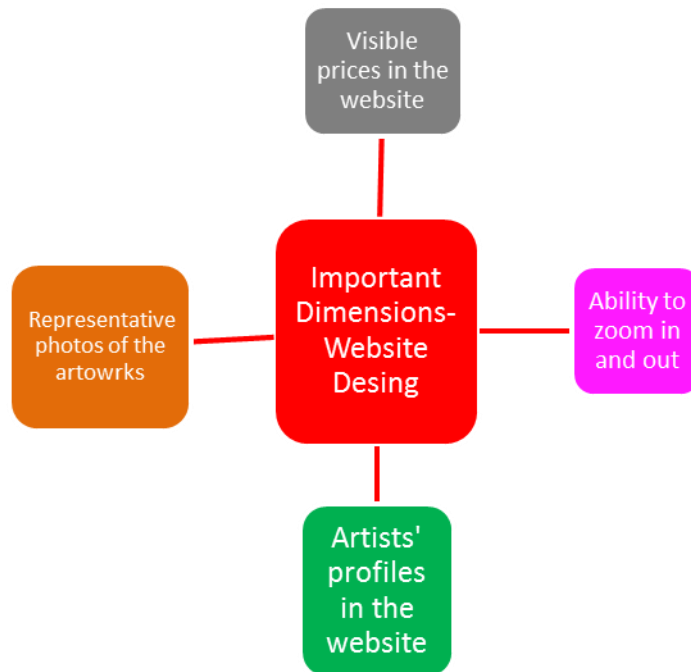 Visible
prices in the
website
Important
Dimensions-
Website
Desing
Representative
photos of the
artowrks
Ability to
zoom in
and out
Artists'
profiles
in the
website